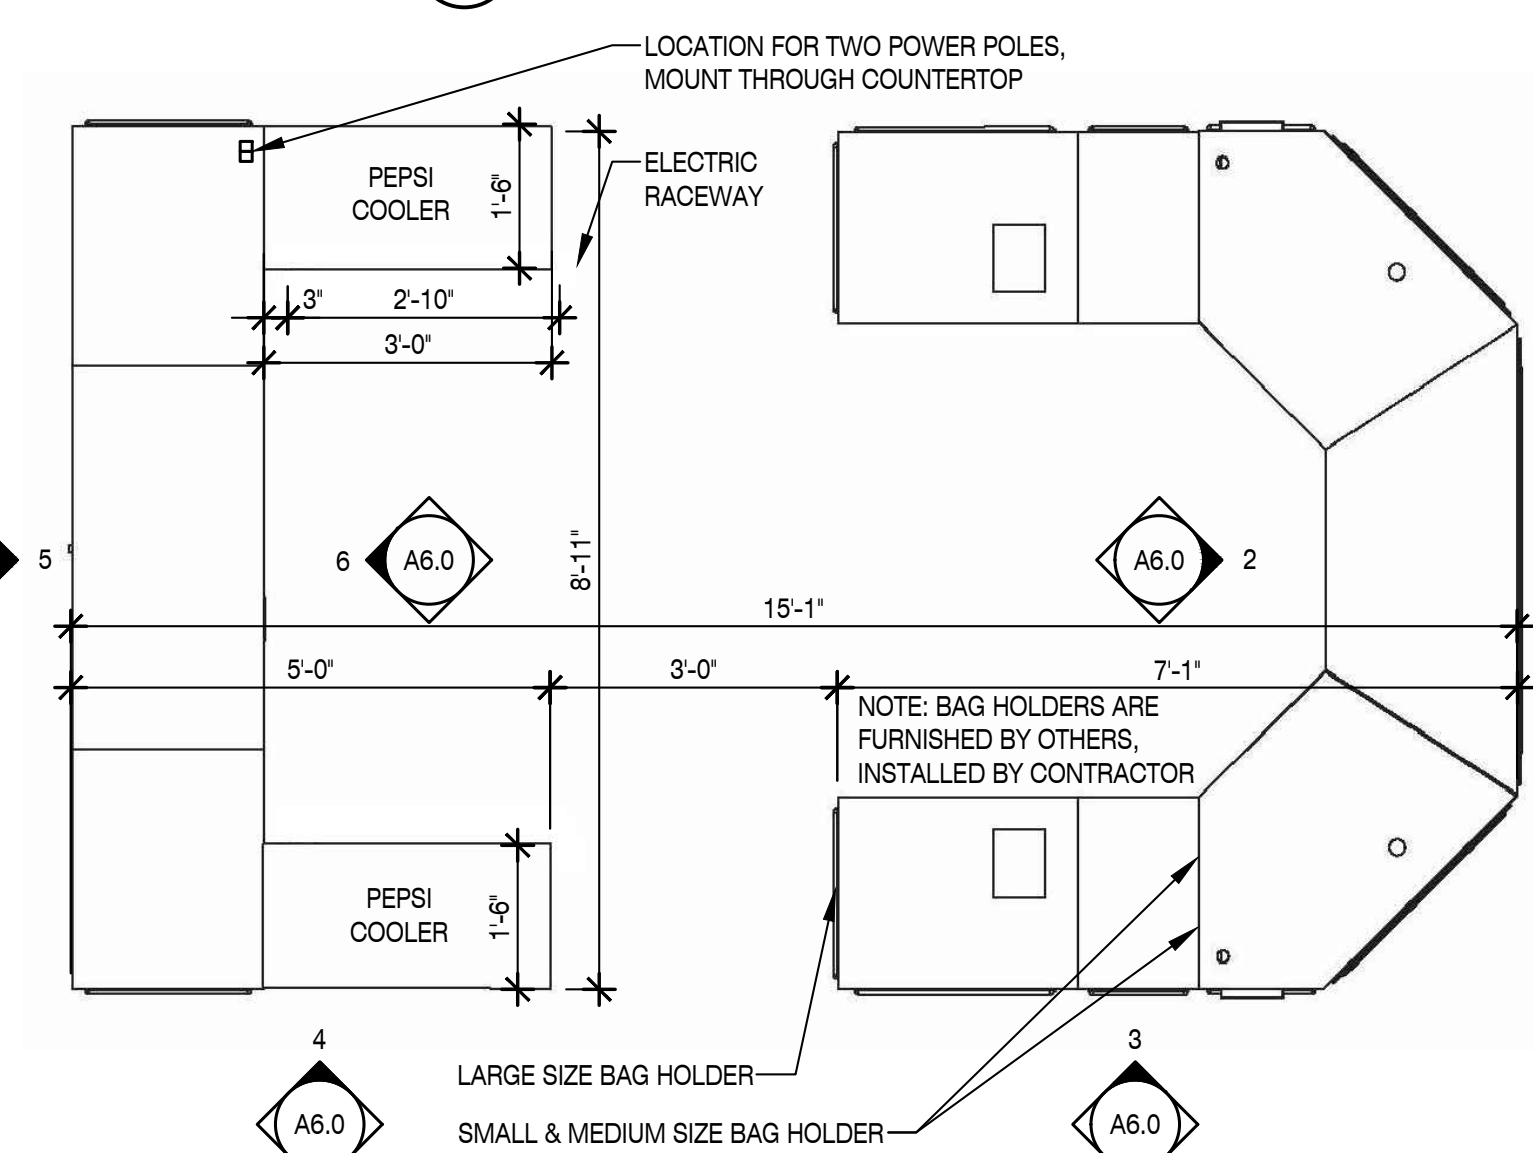 LOCATION FOR TWO POWER POLES,
MOUNT THROUGH COUNTERTOP
ELECTRIC
RACEWAY
PEPSI
COOLER
1'-6"
3"
2'-10"
3'-0"
5
6
A6.0
8'-11"
A6.0
2
15'-1"
5'-0"
3'-0"
7'-1"
NOTE: BAG HOLDERS ARE
FURNISHED BY OTHERS,
INSTALLED BY CONTRACTOR
PEPSI
COOLER
1'-6"
4
A6.0
3
A6.0
LARGE SIZE BAG HOLDER
SMALL & MEDIUM SIZE BAG HOLDER